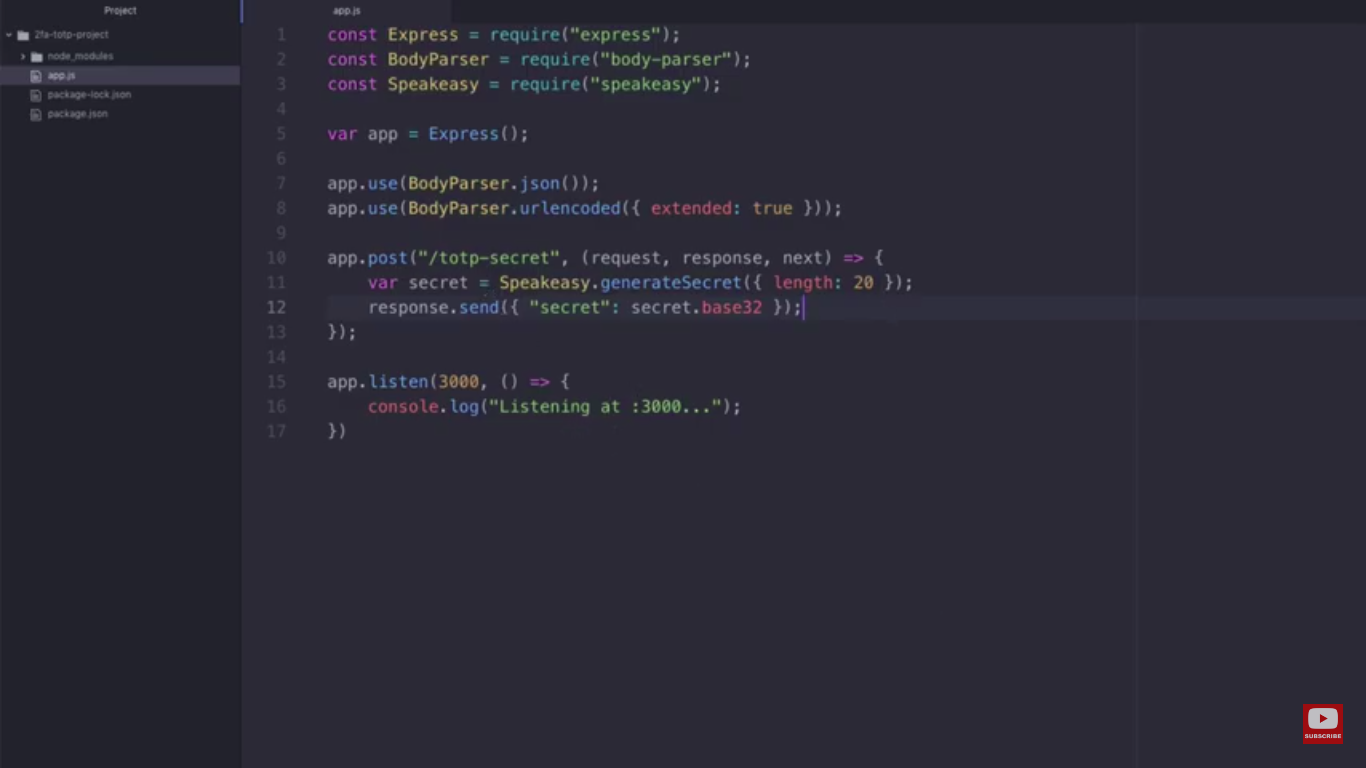 Project
2fa-totp-project
node_modules
app.js
package-lock.json
package.json
app.js
1 const Express = require("express");
2 const BodyParser = require("body-parser");
3 const Speakeasy = require("speakeasy");
4
5 var app = Express();
6
7 app.use(BodyParser.json());
8 app.use(BodyParser.urlencoded({ extended: true }));
9
10 app.post("/totp-secret", (request, response, next) => {
11     var secret = Speakeasy.generateSecret({ length: 20 });
12     response.send({ "secret": secret.base32 });
13 });
14
15 app.listen(3000, () => {
16     console.log("Listening at :3000...");
17 })
SUBSCRIBE